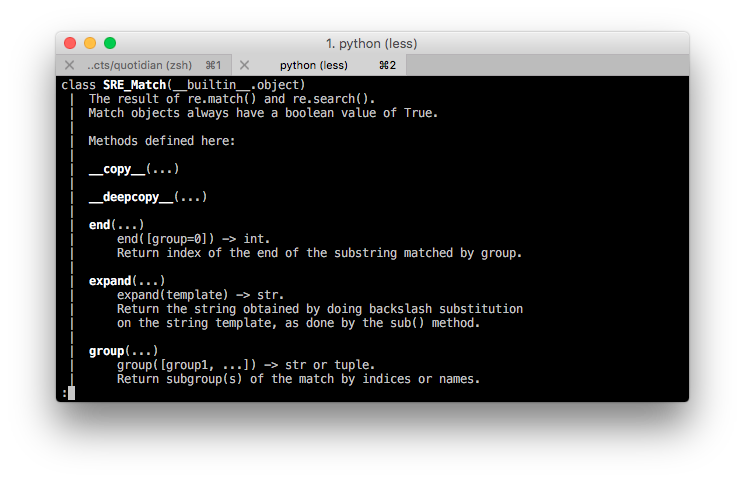 1. python (less)
..cts/quotidian (zsh) ⌘1 python (less) ⌘2
class SRE_Match(__builtin__.object)
 |  The result of re.match() and re.search().
 |  Match objects always have a boolean value of True.
 |
 |  Methods defined here:
 |
 |  __copy__(...)
 |
 |  __deepcopy__(...)
 |
 |  end(...)
 |      end([group=0]) -> int.
 |      Return index of the end of the substring matched by group.
 |
 |  expand(...)
 |      expand(template) -> str.
 |      Return the string obtained by doing backslash substitution
 |      on the string template, as done by the sub() method.
 |
 |  group(...)
 |      group([group1, ...]) -> str or tuple.
 |      Return subgroup(s) of the match by indices or names.
: